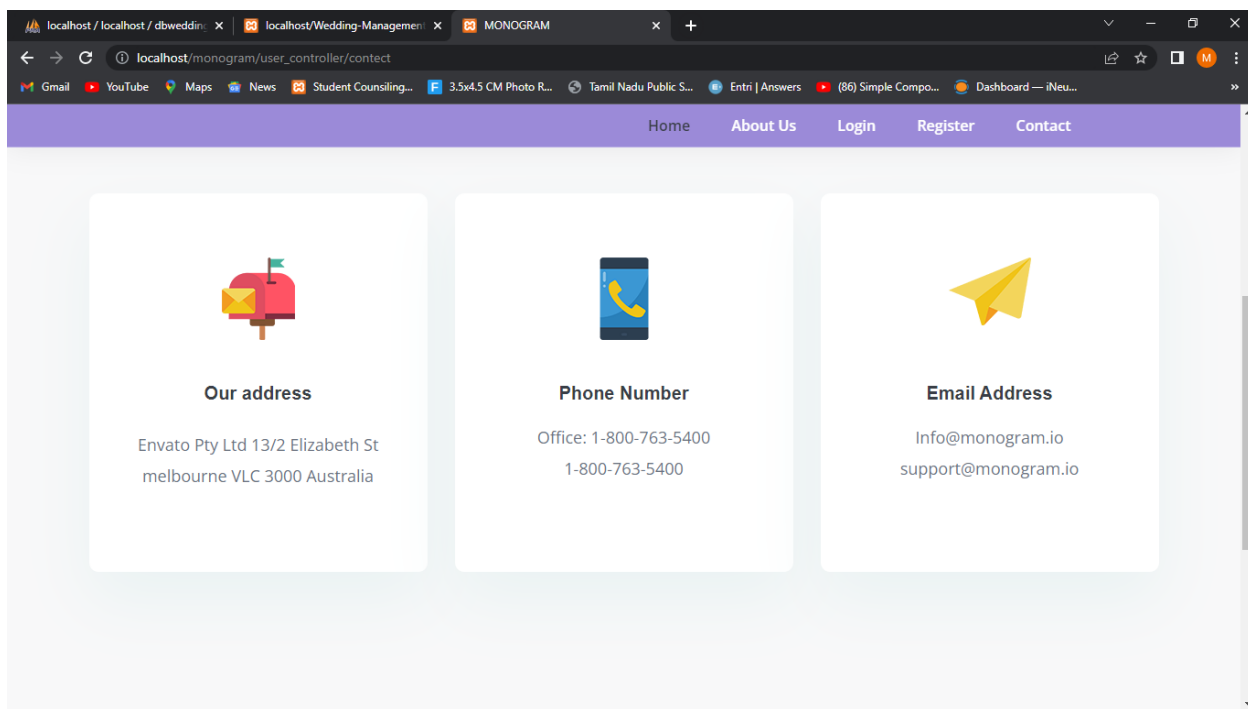 localhost / localhost / dbwedding
localhost/Wedding-Management
MONOGRAM
localhost/monogram/user_controller/contect
M
Gmail
YouTube
Maps
News
Student Counsiling...
3.5x4.5 CM Photo R...
Tamil Nadu Public S...
Entri | Answers
(86) Simple Compo...
Dashboard — iNeu...
»
Home
About Us
Login
Register
Contact
Our address
Envato Pty Ltd 13/2 Elizabeth St
melbourne VLC 3000 Australia
Phone Number
Office: 1-800-763-5400
1-800-763-5400
Email Address
Info@monogram.io
support@monogram.io